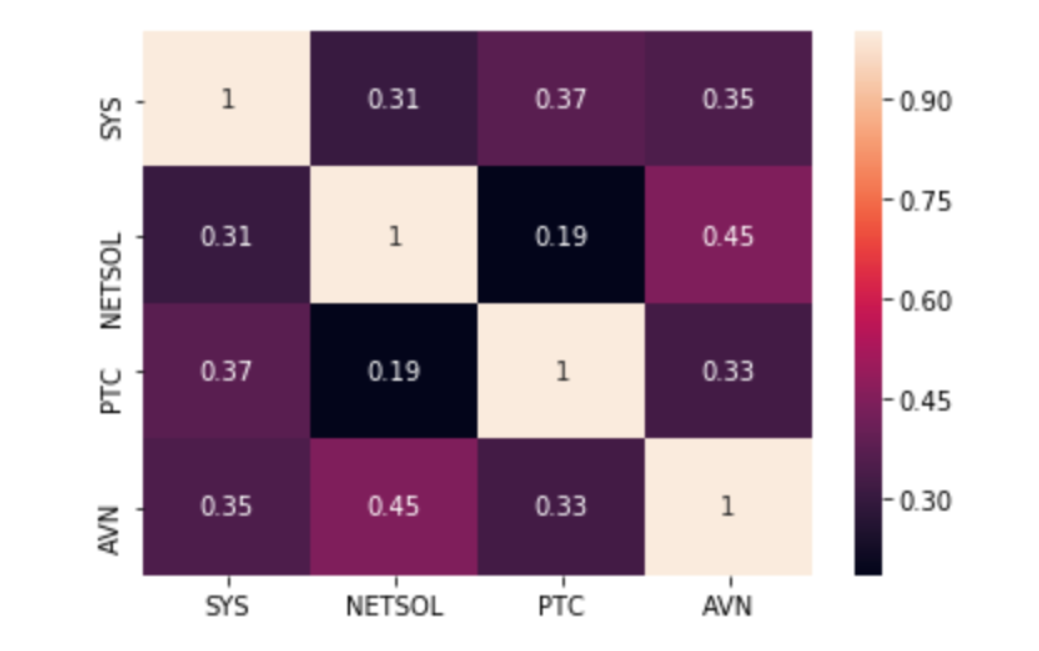 SYS 1 0.31 0.37 0.35
NETSOL 0.31 1 0.19 0.45
PTC 0.37 0.19 1 0.33
AVN 0.35 0.45 0.33 1
SYS NETSOL PTC AVN
0.90
0.75
0.60
0.45
0.30